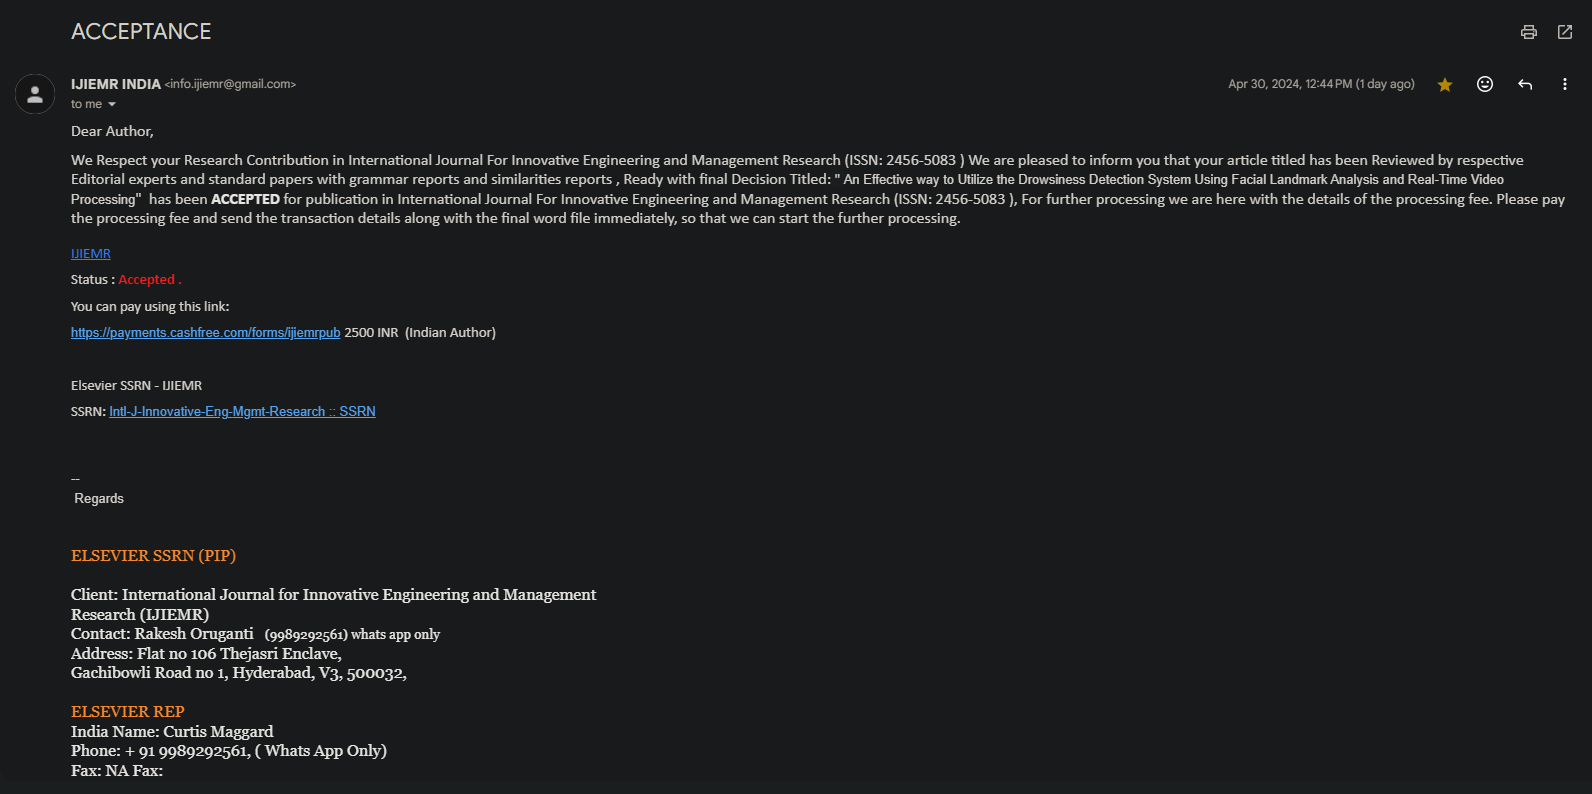 ACCEPTANCE
IJIEMR INDIA <info.ijiemr@gmail.com>
Apr 30, 2024, 12:44 PM (1 day ago)
to me
Dear Author,
We Respect your Research Contribution in International Journal For Innovative Engineering and Management Research (ISSN: 2456-5083 ) We are pleased to inform you that your article titled has been Reviewed by respective
Editorial experts and standard papers with grammar reports and similarities reports , Ready with final Decision Titled: " An Effective way to Utilize the Drowsiness Detection System Using Facial Landmark Analysis and Real-Time Video
Processing"  has been ACCEPTED for publication in International Journal For Innovative Engineering and Management Research (ISSN: 2456-5083 ), For further processing we are here with the details of the processing fee. Please pay
the processing fee and send the transaction details along with the final word file immediately, so that we can start the further processing.
IJIEMR
Status : Accepted .
You can pay using this link:
https://payments.cashfree.com/forms/ijiemrpub 2500 INR  (Indian Author)
Elsevier SSRN - IJIEMR
SSRN: Intl-J-Innovative-Eng-Mgmt-Research :: SSRN
--
Regards
ELSEVIER SSRN (PIP)
Client: International Journal for Innovative Engineering and Management
Research (IJIEMR)
Contact: Rakesh Oruganti   (9989292561) whats app only
Address: Flat no 106 Thejasri Enclave,
Gachibowli Road no 1, Hyderabad, V3, 500032,
ELSEVIER REP
India Name: Curtis Maggard
Phone: + 91 9989292561, ( Whats App Only)
Fax: NA Fax: